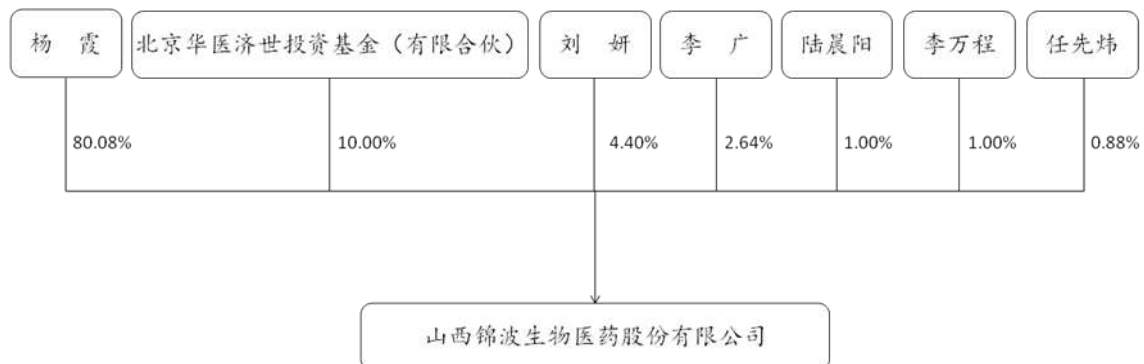 杨 霞 北京华医济世投资基金（有限合伙） 刘 妍 李 广 陆晨阳 李万程 任先炜
80.08% 10.00% 4.40% 2.64% 1.00% 1.00% 0.88%
山西锦波生物医药股份有限公司